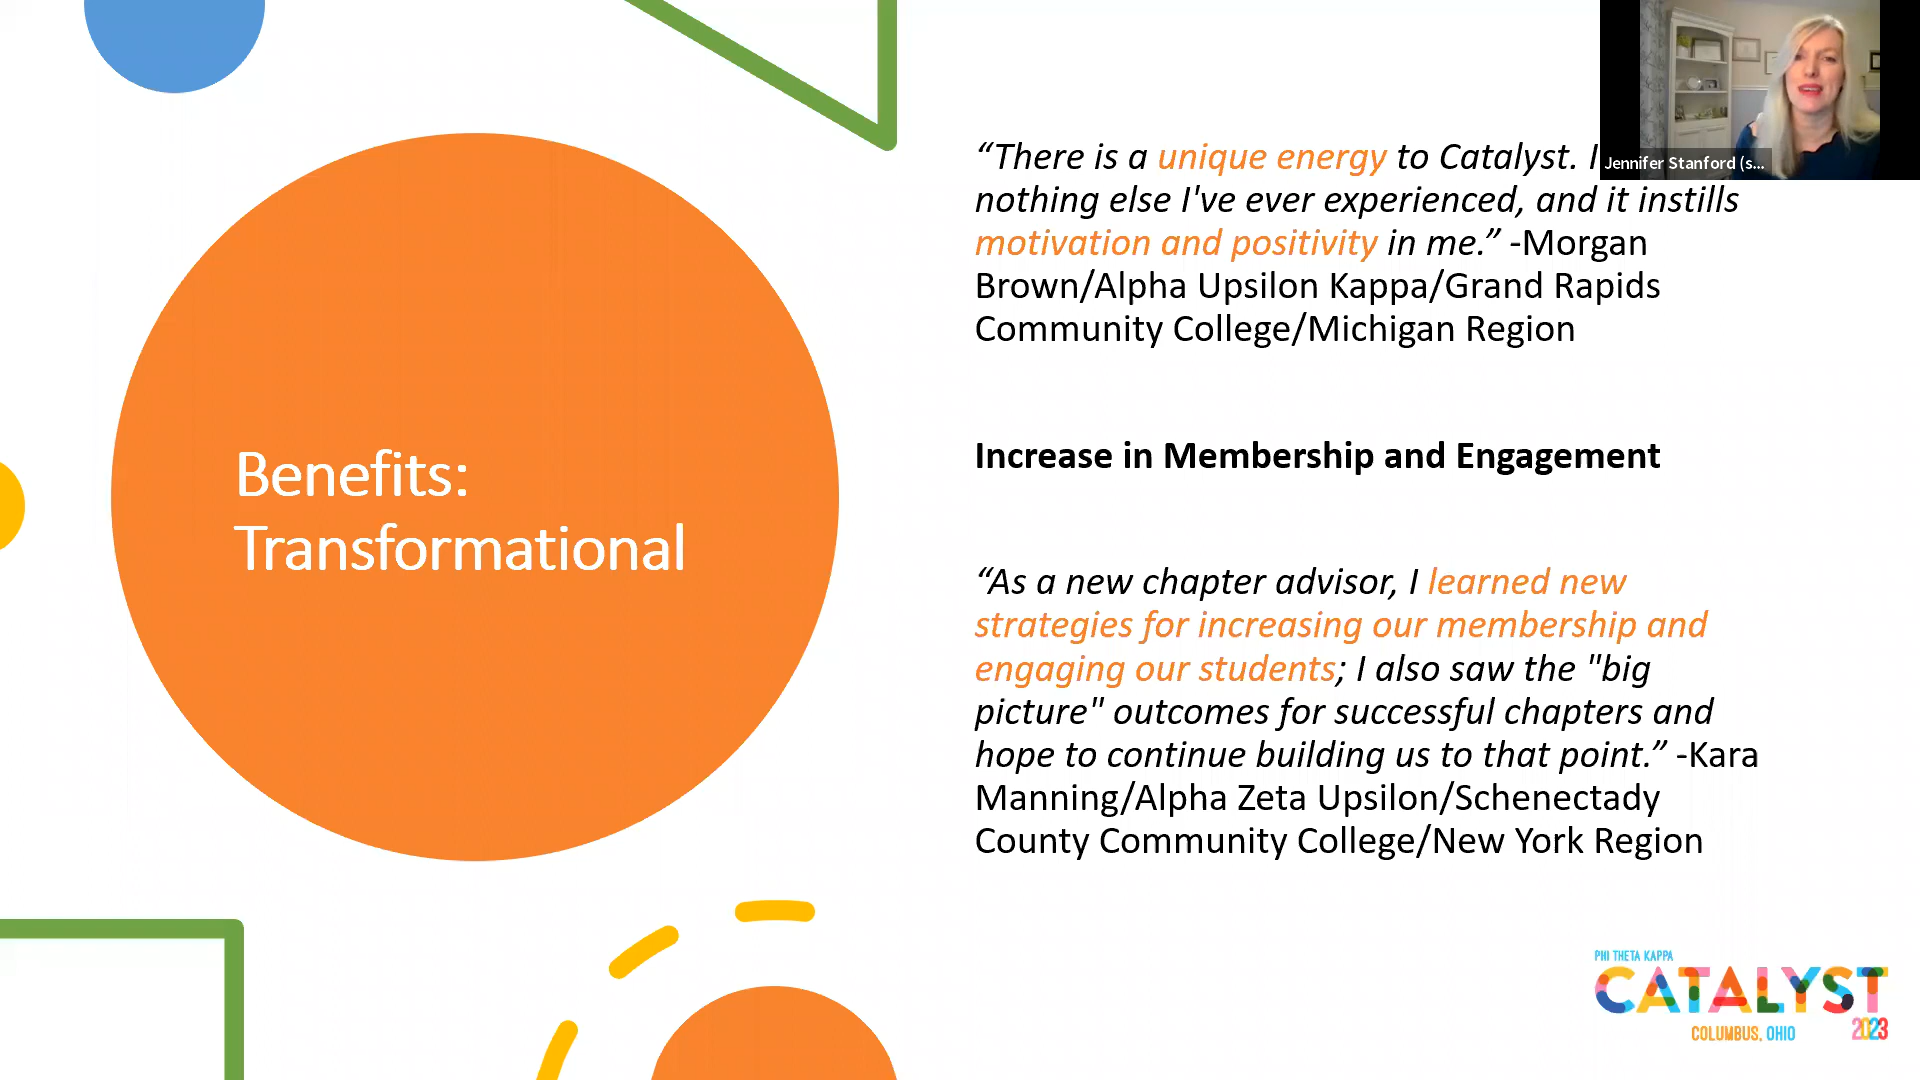 Benefits:
Transformational
“There is a unique energy to Catalyst. I
nothing else I've ever experienced, and it instills
motivation and positivity in me.” -Morgan
Brown/Alpha Upsilon Kappa/Grand Rapids
Community College/Michigan Region
Increase in Membership and Engagement
“As a new chapter advisor, I learned new
strategies for increasing our membership and
engaging our students; I also saw the "big
picture" outcomes for successful chapters and
hope to continue building us to that point.” -Kara
Manning/Alpha Zeta Upsilon/Schenectady
County Community College/New York Region
Jennifer Stanford (s...
PHI THETA KAPPA
CATALYST
COLUMBUS, OHIO 2023